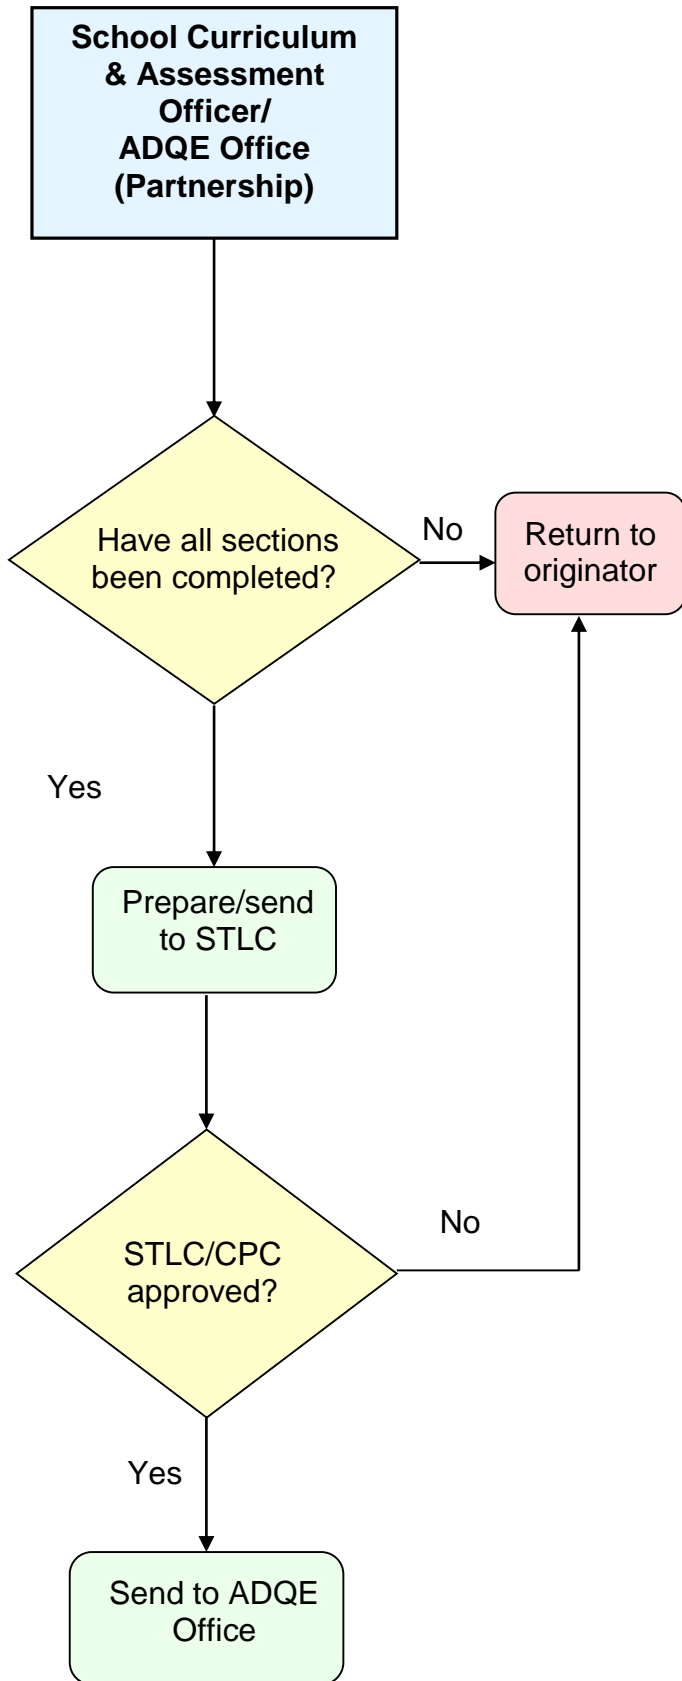 School Curriculum
& Assessment
Officer/
ADQE Office
(Partnership)
Have all sections
been completed?
No
Return to
originator
Yes
Prepare/send
to STLC
No
STLC/CPC
approved?
Yes
Send to ADQE
Office